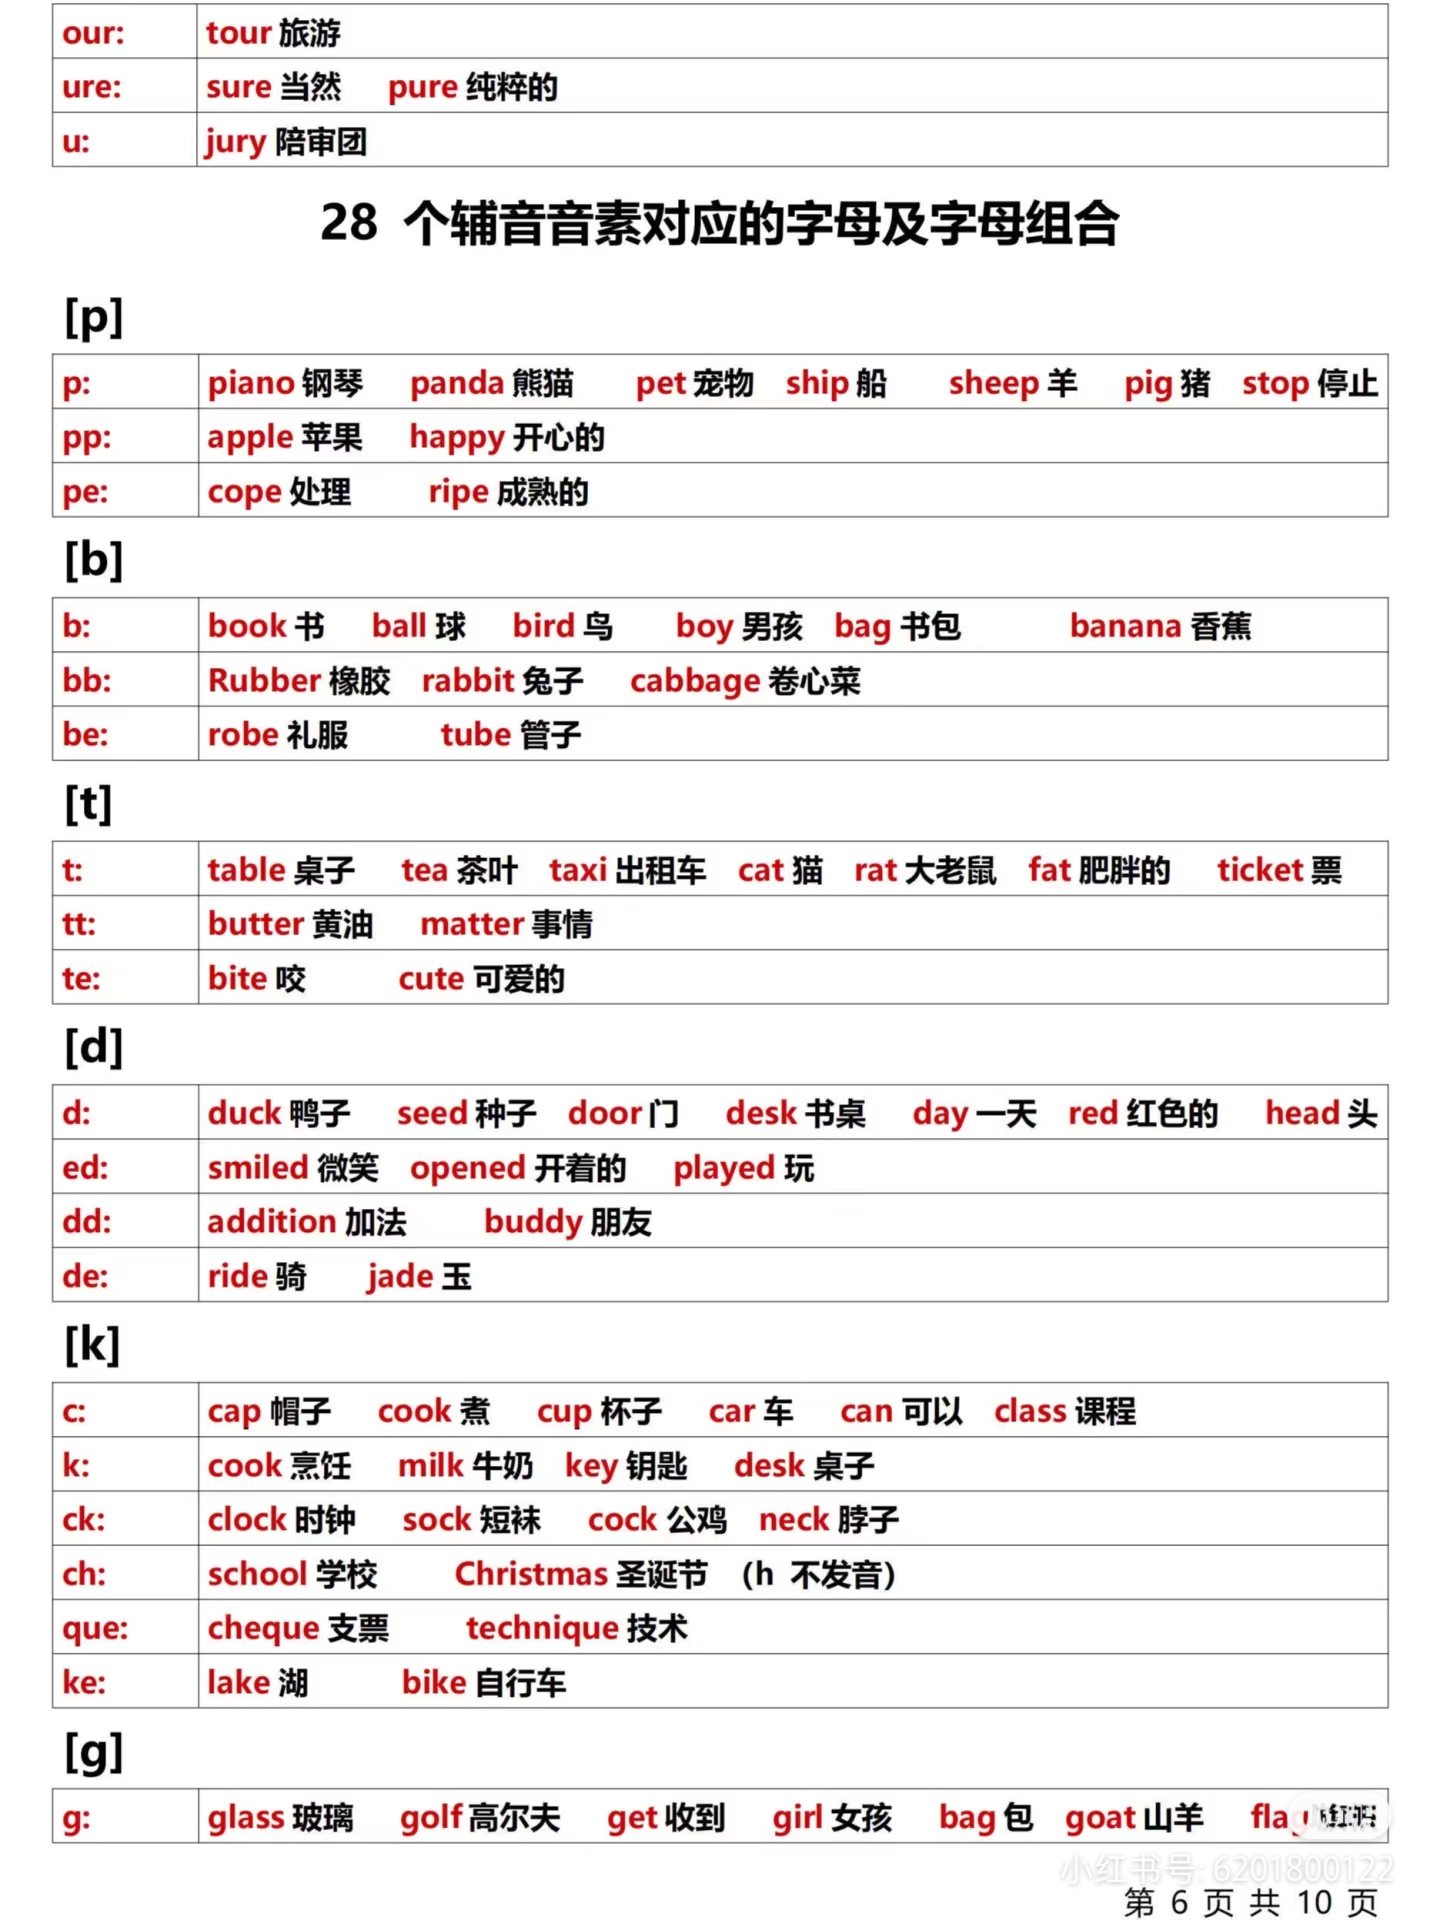 our: tour 旅游
ure: sure 当然 pure 纯粹的
u: jury 陪审团
28 个辅音音素对应的字母及字母组合
[p]
p: piano 钢琴 panda 熊猫 pet 宠物 ship 船 sheep 羊 pig 猪 stop 停止
pp: apple 苹果 happy 开心的
pe: cope 处理 ripe 成熟的
[b]
b: book 书 ball 球 bird 鸟 boy 男孩 bag 书包 banana 香蕉
bb: Rubber 橡胶 rabbit 兔子 cabbage 卷心菜
be: robe 礼服 tube 管子
[t]
t: table 桌子 tea 茶叶 taxi 出租车 cat 猫 rat 大老鼠 fat 肥胖的 ticket 票
tt: butter 黄油 matter 事情
te: bite 咬 cute 可爱的
[d]
d: duck 鸭子 seed 种子 door 门 desk 书桌 day 一天 red 红色的 head 头
ed: smiled 微笑 opened 开着的 played 玩
dd: addition 加法 buddy 朋友
de: ride 骑 jade 玉
[k]
c: cap 帽子 cook 煮 cup 杯子 car 车 can 可以 class 课程
k: cook 烹饪 milk 牛奶 key 钥匙 desk 桌子
ck: clock 时钟 sock 短袜 cock 公鸡 neck 脖子
ch: school 学校 Christmas 圣诞节 （h 不发音）
que: cheque 支票 technique 技术
ke: lake 湖 bike 自行车
[g]
g: glass 玻璃 golf 高尔夫 get 收到 girl 女孩 bag 包 goat 山羊 flag
小红书号: 6201800122
第 6 页 共 10 页